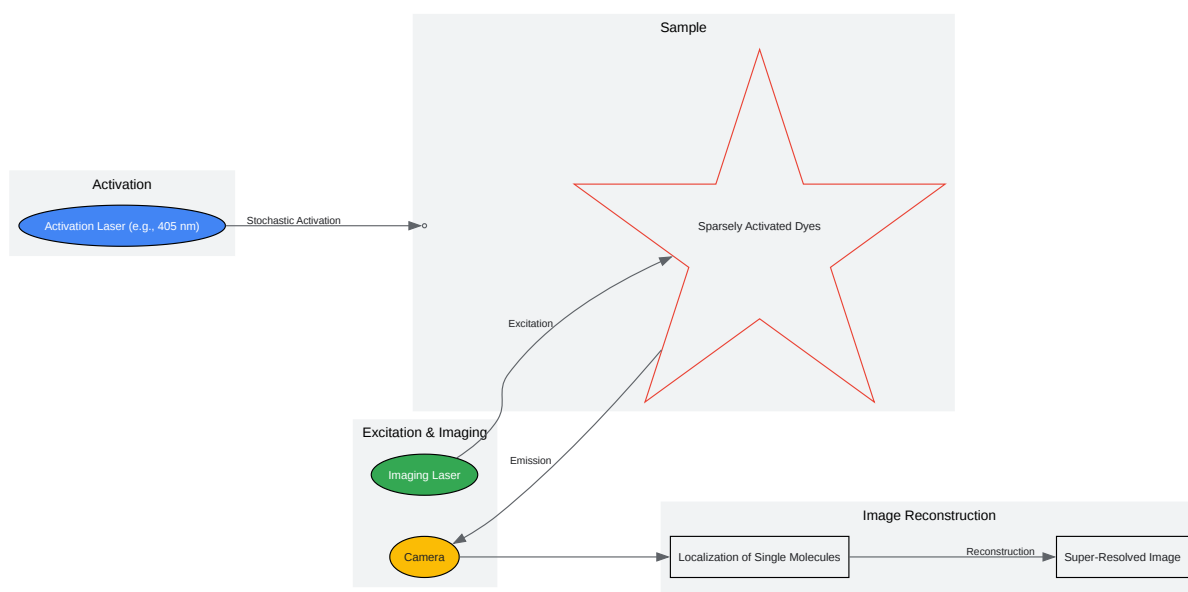 Sample
Activation
Activation Laser (e.g., 405 nm)
Stochastic Activation
Sparsely Activated Dyes
Excitation
Excitation & Imaging
Emission
Imaging Laser
Image Reconstruction
Camera
Localization of Single Molecules
Reconstruction
Super-Resolved Image